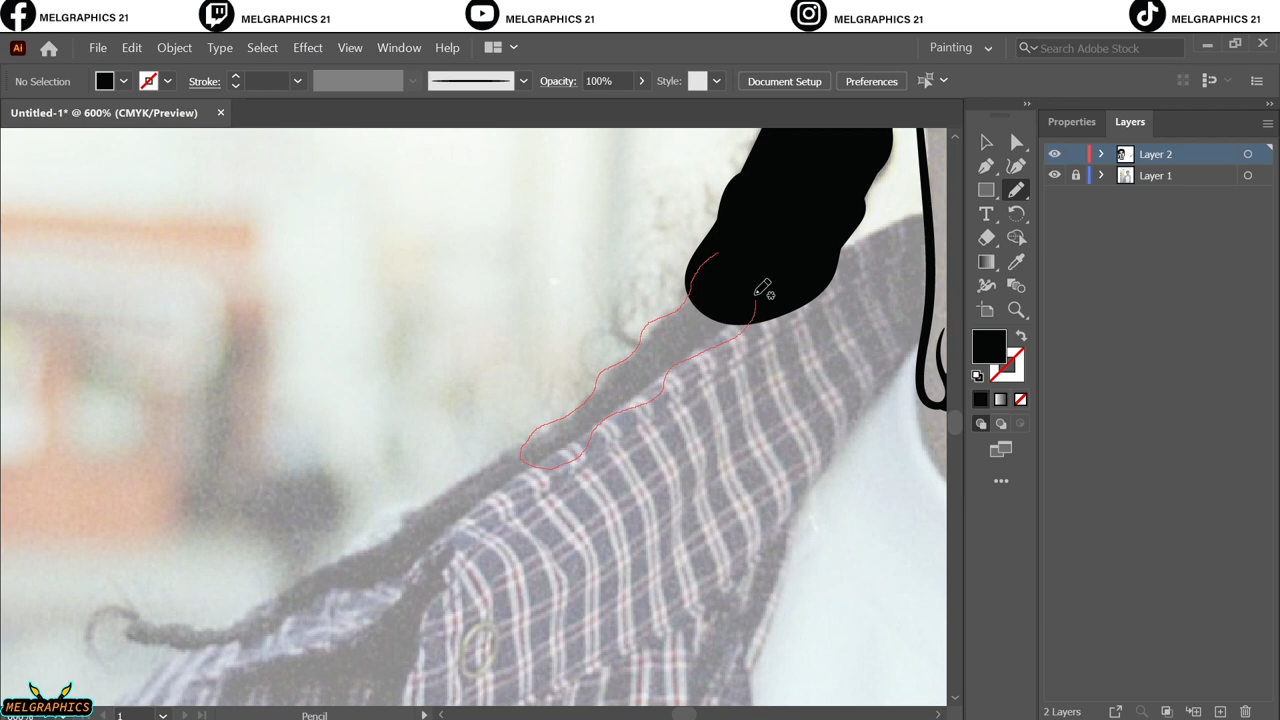 MELGRAPHICS 21
MELGRAPHICS 21
MELGRAPHICS 21
MELGRAPHICS 21
MELGRAPHICS 21
Ai File Edit Object Type Select Effect View Window Help Painting Search Adobe Stock
No Selection Stroke: Opacity: 100% Style: Document Setup Preferences
Untitled-1* @ 600% (CMYK/Preview)
Properties Layers
Layer 2
Layer 1
MELGRAPHICS
1 Pencil 2 Layers